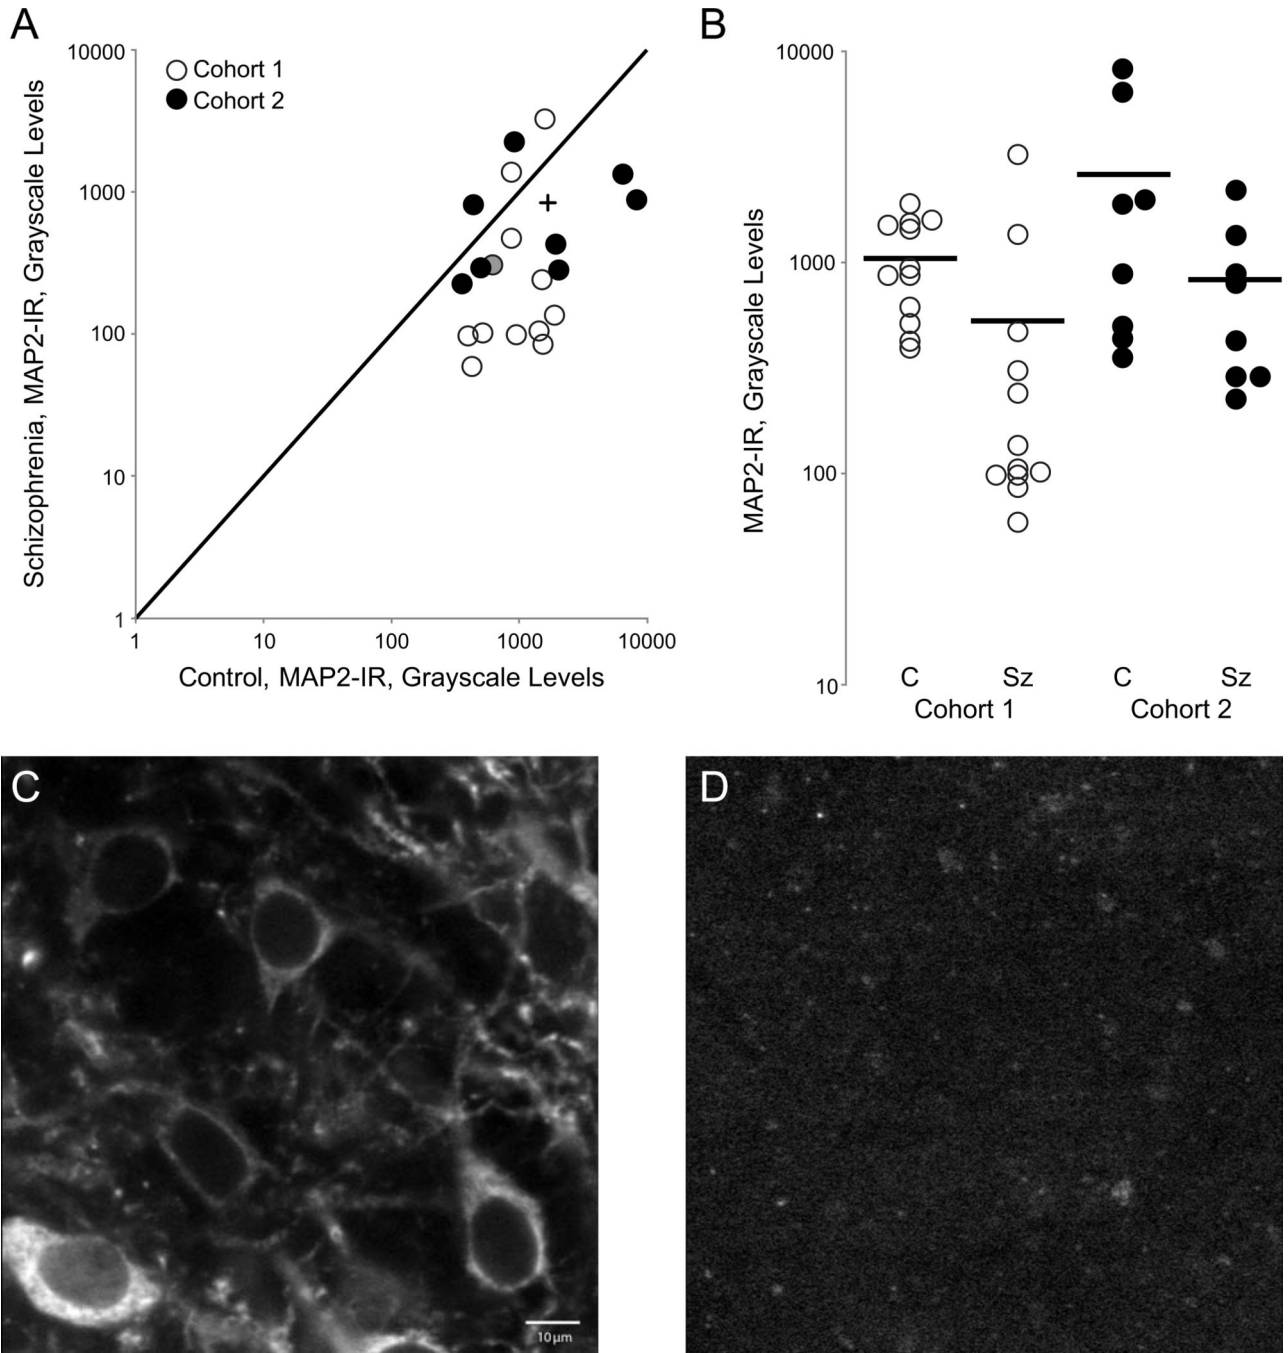 A
Schizophrenia, MAP2-IR, Grayscale Levels
10000
1000
100
10
1
Cohort 1
Cohort 2
1 10 100 1000 10000
Control, MAP2-IR, Grayscale Levels
B
MAP2-IR, Grayscale Levels
10000
1000
100
10
C Sz C Sz
Cohort 1 Cohort 2
C
10µm
D